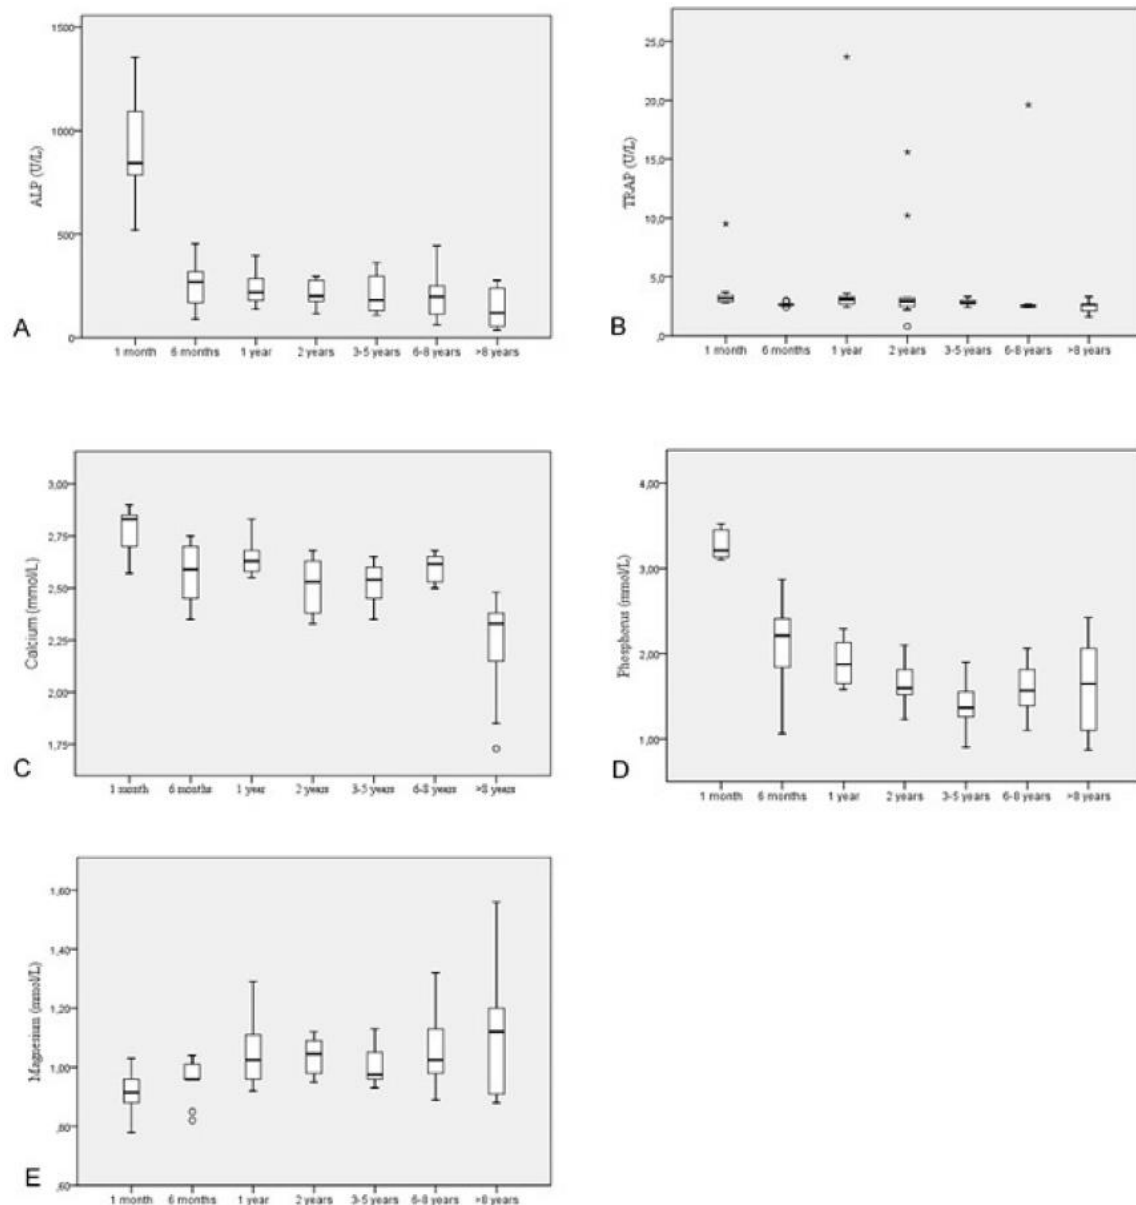 1500
1000
500
0
ALP (U/L)
A
1 month 6 months 1 year 2 years 3-5 years 6-8 years >8 years
25,0
20,0
15,0
10,0
5,0
,0
TRAP (U/L)
B
1 month 6 months 1 year 2 years 3-5 years 6-8 years >8 years
3,00
2,75
2,50
2,25
2,00
1,75
Calcium (mmol/L)
C
1 month 6 months 1 year 2 years 3-5 years 6-8 years >8 years
4,00
3,00
2,00
1,00
Phosphorus (mmol/L)
D
1 month 6 months 1 year 2 years 3-5 years 6-8 years >8 years
1,60
1,40
1,20
1,00
,80
,60
Magnesium (mmol/L)
E
1 month 6 months 1 year 2 years 3-5 years 6-8 years >8 years